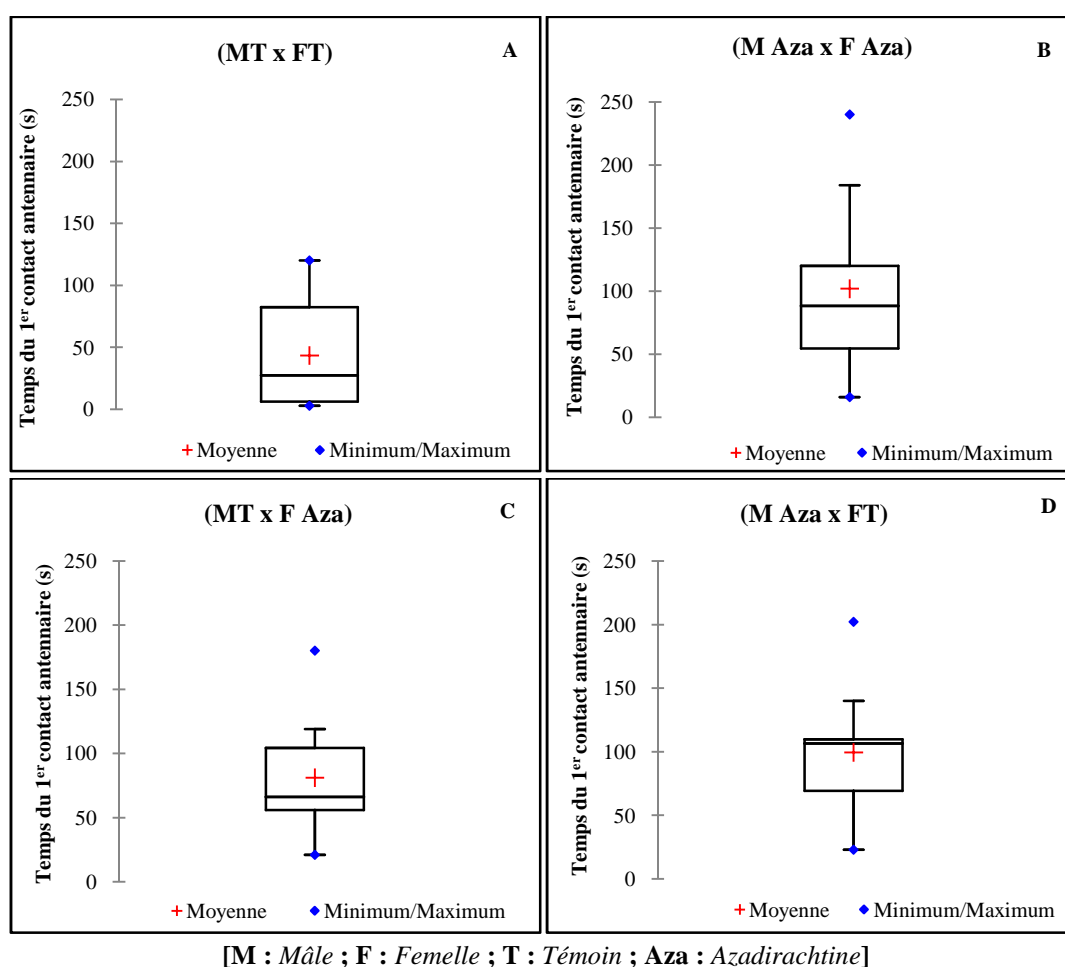 (MT x FT) A
Temps du 1er contact antennaire (s)
250
200
150
100
50
0
Moyenne Minimum/Maximum
(M Aza x F Aza) B
Temps du 1er contact antennaire (s)
250
200
150
100
50
0
Moyenne Minimum/Maximum
(MT x F Aza) C
Temps du 1er contact antennaire (s)
250
200
150
100
50
0
Moyenne Minimum/Maximum
(M Aza x FT) D
Temps du 1er contact antennaire (s)
250
200
150
100
50
0
Moyenne Minimum/Maximum
[M : Mâle ; F : Femelle ; T : Témoin ; Aza : Azadirachtine]